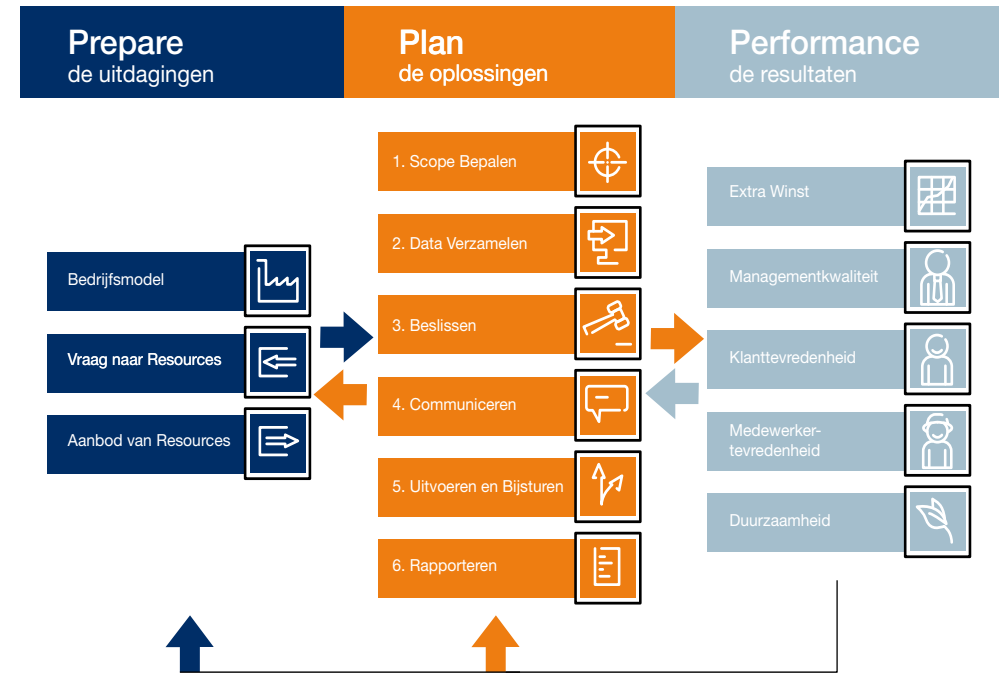 Prepare
de uitdagingen
Plan
de oplossingen
Performance
de resultaten
Bedrijfsmodel
Vraag naar Resources
Aanbod van Resources
1. Scope Bepalen
2. Data Verzamelen
3. Beslissen
4. Communiceren
5. Uitvoeren en Bijsturen
6. Rapporteren
Extra Winst
Managementkwaliteit
Klanttevredenheid
Medewerker-
tevredenheid
Duurzaamheid